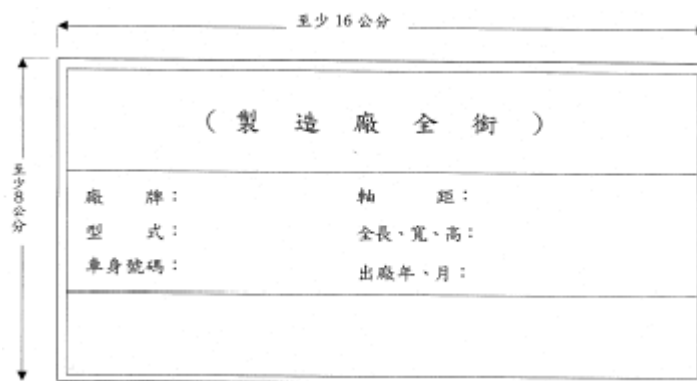 至少 16 公分
至少8公分
( 製 造 廠 全 銜 )
廠 牌：
軸 距：
型 式：
全長、寬、高：
車身號碼：
出廠年、月：